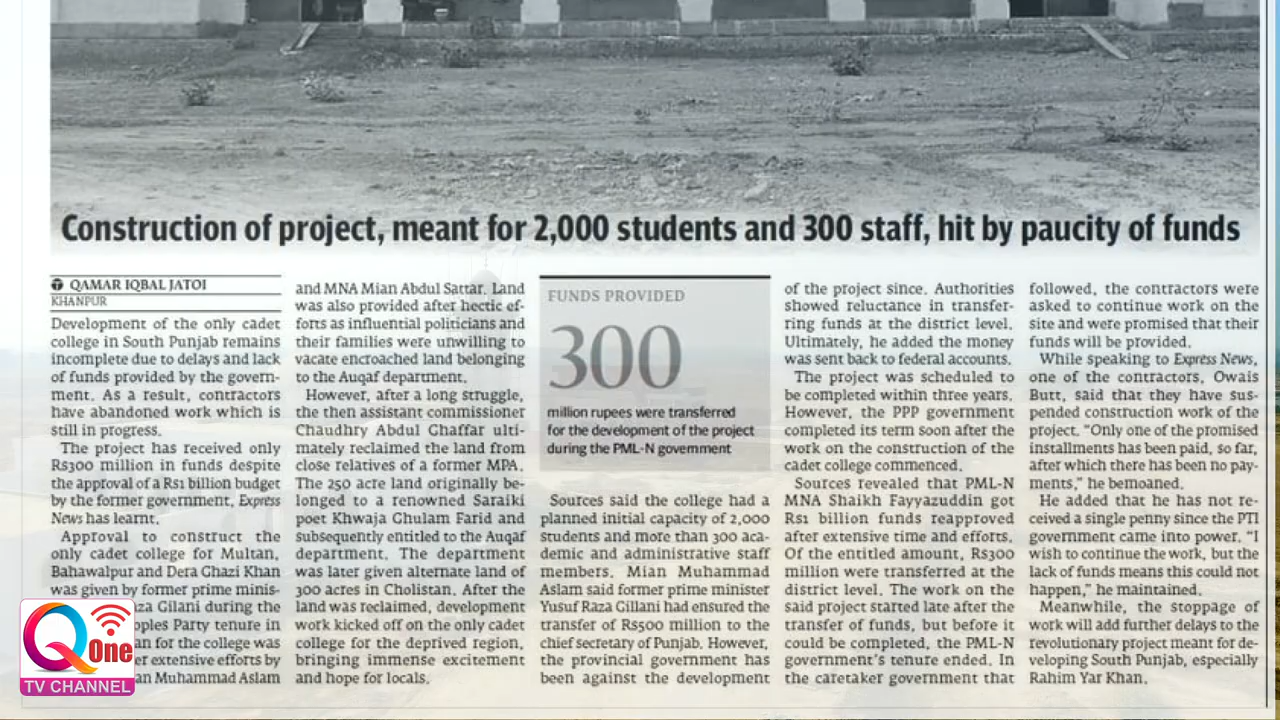 Construction of project, meant for 2,000 students and 300 staff, hit by paucity of funds
QAMAR IQBAL JATOI
KHANPUR
Development of the only cadet
college in South Punjab remains
incomplete due to delays and lack
of funds provided by the govern-
ment. As a result, contractors
have abandoned work which is
still in progress.
The project has received only
Rs300 million in funds despite
the approval of a Rs1 billion budget
by the former government, Express
News has learnt.
Approval to construct the
only cadet college for Multan,
Bahawalpur and Dera Ghazi Khan
was given by former prime minis-
za Gilani during the
oples Party tenure in
an for the college was
er extensive efforts by
an Muhammad Aslam
and MNA Mian Abdul Sattar. Land
was also provided after hectic ef-
forts as influential politicians and
their families were unwilling to
vacate encroached land belonging
to the Auqaf department.
However, after a long struggle,
the then assistant commissioner
Chaudhry Abdul Ghaffar ulti-
mately reclaimed the land from
close relatives of a former MPA.
The 250 acre land originally be-
longed to a renowned Saraiki
poet Khwaja Ghulam Farid and
subsequently entitled to the Auqaf
department. The department
was later given alternate land of
300 acres in Cholistan. After the
land was reclaimed, development
work kicked off on the only cadet
college for the deprived region,
bringing immense excitement
and hope for locals.
FUNDS PROVIDED
300
million rupees were transferred
for the development of the project
during the PML-N government
Sources said the college had a
planned initial capacity of 2,000
students and more than 300 aca-
demic and administrative staff
members. Mian Muhammad
Aslam said former prime minister
Yusuf Raza Gillani had ensured the
transfer of Rs500 million to the
chief secretary of Punjab. However,
the provincial government has
been against the development
of the project since. Authorities
showed reluctance in transfer-
ring funds at the district level.
Ultimately, he added the money
was sent back to federal accounts.
The project was scheduled to
be completed within three years.
However, the PPP government
completed its term soon after the
work on the construction of the
cadet college commenced.
Sources revealed that PML-N
MNA Shaikh Fayyazuddin got
Rs1 billion funds reapproved
after extensive time and efforts.
Of the entitled amount, Rs300
million were transferred at the
district level. The work on the
said project started late after the
transfer of funds, but before it
could be completed, the PML-N
government's tenure ended. In
the caretaker government that
followed, the contractors were
asked to continue work on the
site and were promised that their
funds will be provided.
While speaking to Express News,
one of the contractors, Owais
Butt, said that they have sus-
pended construction work of the
project. "Only one of the promised
installments has been paid, so far,
after which there has been no pay-
ments," he bemoaned.
He added that he has not re-
ceived a single penny since the PTI
government came into power. "I
wish to continue the work, but the
lack of funds means this could not
happen," he maintained.
Meanwhile, the stoppage of
work will add further delays to the
revolutionary project meant for de-
veloping South Punjab, especially
Rahim Yar Khan.
Q One
TV CHANNEL